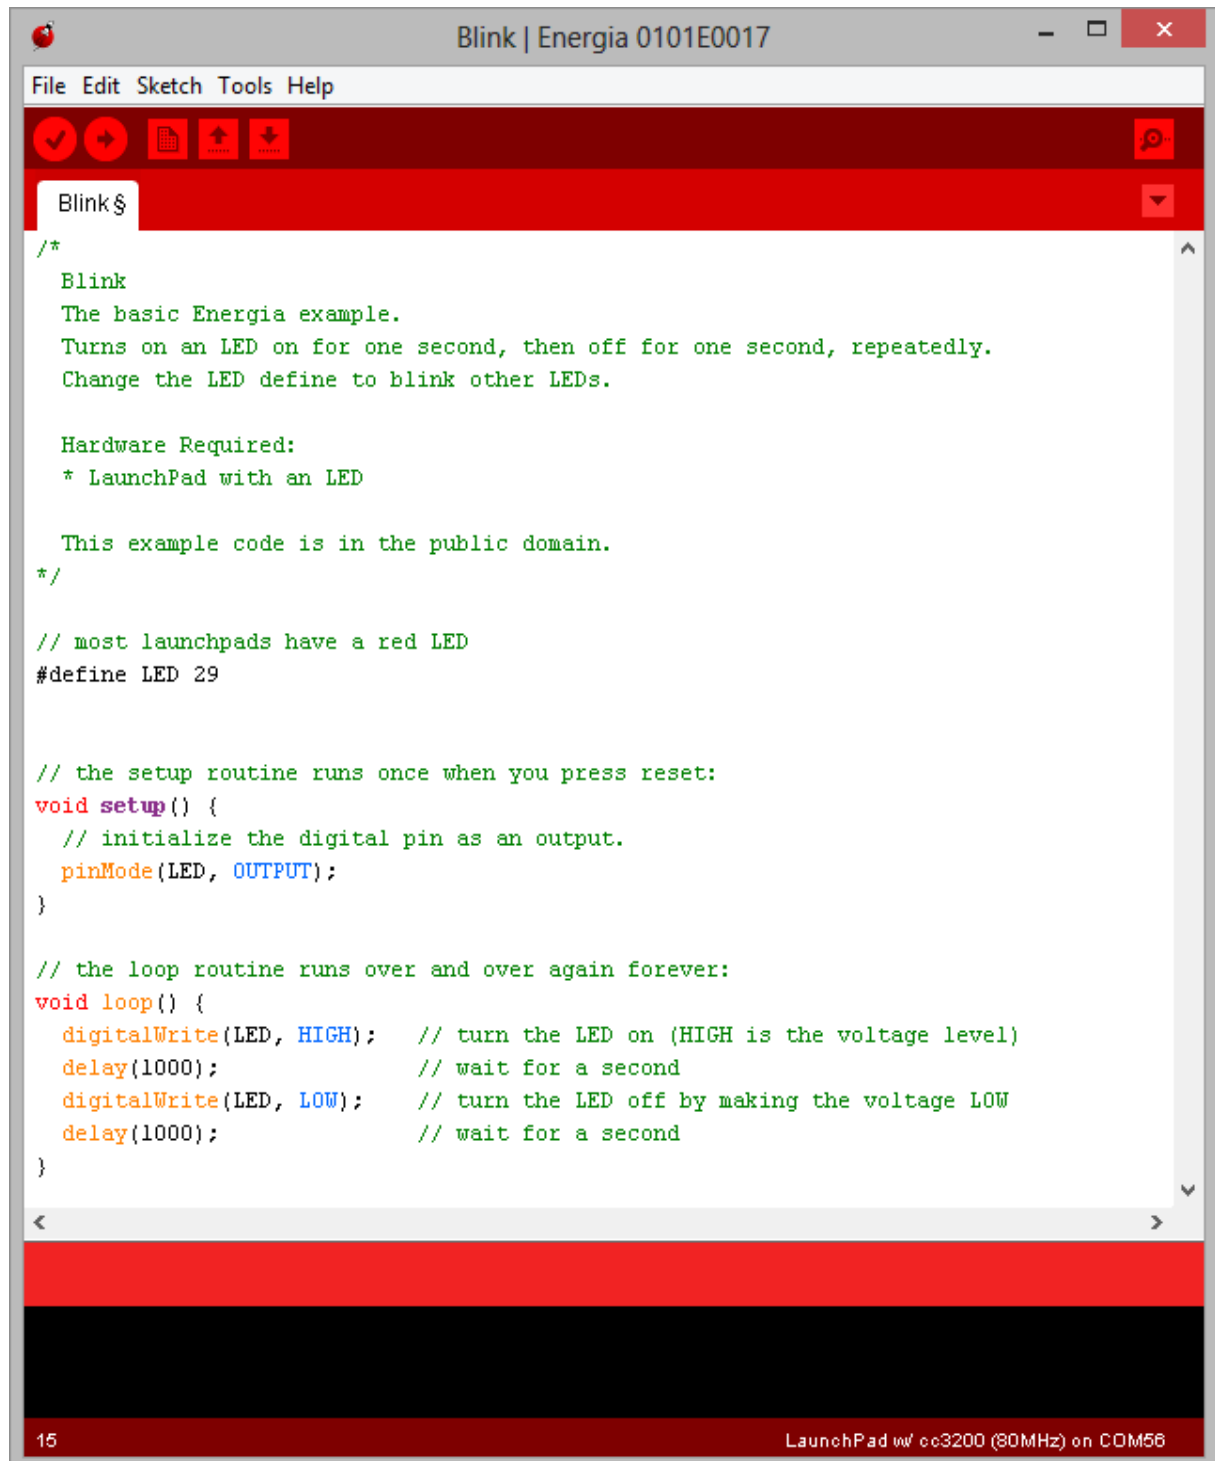 Blink | Energia 0101E0017
File Edit Sketch Tools Help
Blink §
/*
  Blink
  The basic Energia example.
  Turns on an LED on for one second, then off for one second, repeatedly.
  Change the LED define to blink other LEDs.

  Hardware Required:
  * LaunchPad with an LED

  This example code is in the public domain.
*/

// most launchpads have a red LED
#define LED 29

// the setup routine runs once when you press reset:
void setup() {
  // initialize the digital pin as an output.
  pinMode(LED, OUTPUT);
}

// the loop routine runs over and over again forever:
void loop() {
  digitalWrite(LED, HIGH);   // turn the LED on (HIGH is the voltage level)
  delay(1000);               // wait for a second
  digitalWrite(LED, LOW);    // turn the LED off by making the voltage LOW
  delay(1000);               // wait for a second
}
15
LaunchPad w/ cc3200 (80MHz) on COM56